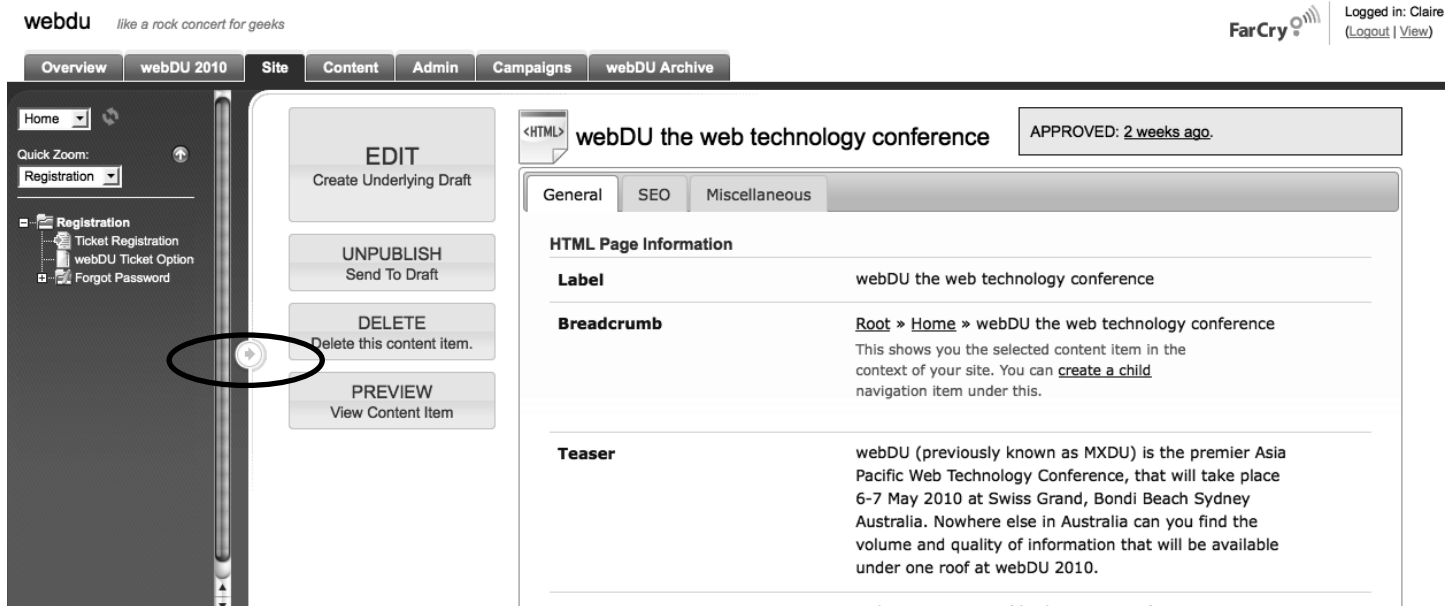 webdu like a rock concert for geeks
FarCry
Logged in: Claire
(Logout | View)
Overview webDU 2010 Site Content Admin Campaigns webDU Archive
Home
Quick Zoom:
Registration
Registration
Ticket Registration
webDU Ticket Option
Forgot Password
EDIT
Create Underlying Draft
UNPUBLISH
Send To Draft
DELETE
Delete this content item.
PREVIEW
View Content Item
<HTML> webDU the web technology conference
APPROVED: 2 weeks ago.
General SEO Miscellaneous
HTML Page Information
Label webDU the web technology conference
Breadcrumb Root » Home » webDU the web technology conference
This shows you the selected content item in the
context of your site. You can create a child
navigation item under this.
Teaser webDU (previously known as MXDU) is the premier Asia
Pacific Web Technology Conference, that will take place
6-7 May 2010 at Swiss Grand, Bondi Beach Sydney
Australia. Nowhere else in Australia can you find the
volume and quality of information that will be available
under one roof at webDU 2010.